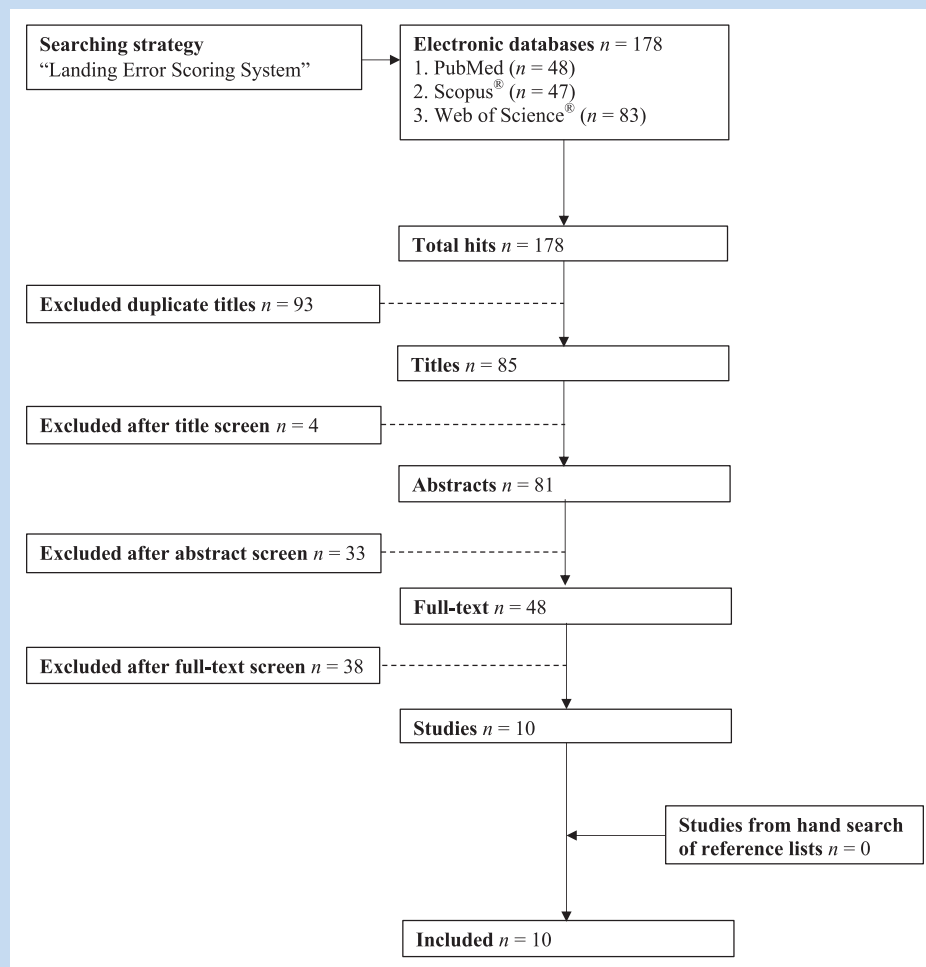 Searching strategy
“Landing Error Scoring System”
Electronic databases n = 178
1. PubMed (n = 48)
2. Scopus® (n = 47)
3. Web of Science® (n = 83)
Total hits n = 178
Excluded duplicate titles n = 93
Titles n = 85
Excluded after title screen n = 4
Abstracts n = 81
Excluded after abstract screen n = 33
Full-text n = 48
Excluded after full-text screen n = 38
Studies n = 10
Studies from hand search
of reference lists n = 0
Included n = 10